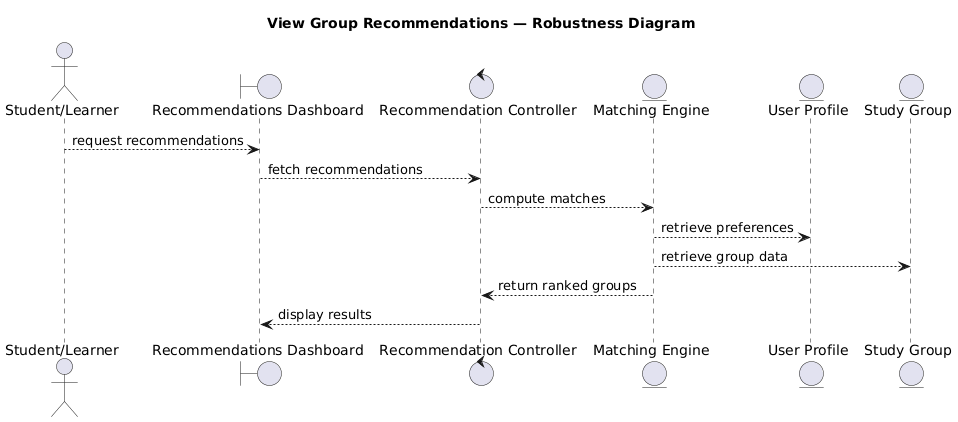 View Group Recommendations — Robustness Diagram
Student/Learner
Recommendations Dashboard
Recommendation Controller
Matching Engine
User Profile
Study Group
request recommendations
fetch recommendations
compute matches
retrieve preferences
retrieve group data
return ranked groups
display results
Student/Learner
Recommendations Dashboard
Recommendation Controller
Matching Engine
User Profile
Study Group